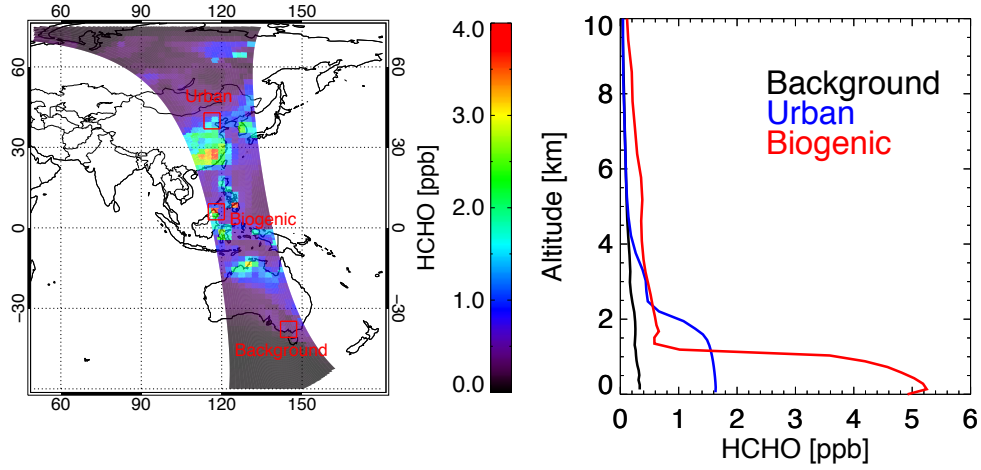 60 90 120 150
60
30
0
−30
60
30
0
−30
60 90 120 150
Urban
Biogenic
Background
HCHO [ppb]
4.0
3.0
2.0
1.0
0.0
Altitude [km]
10
8
6
4
2
0
Background
Urban
Biogenic
0 1 2 3 4 5 6
HCHO [ppb]